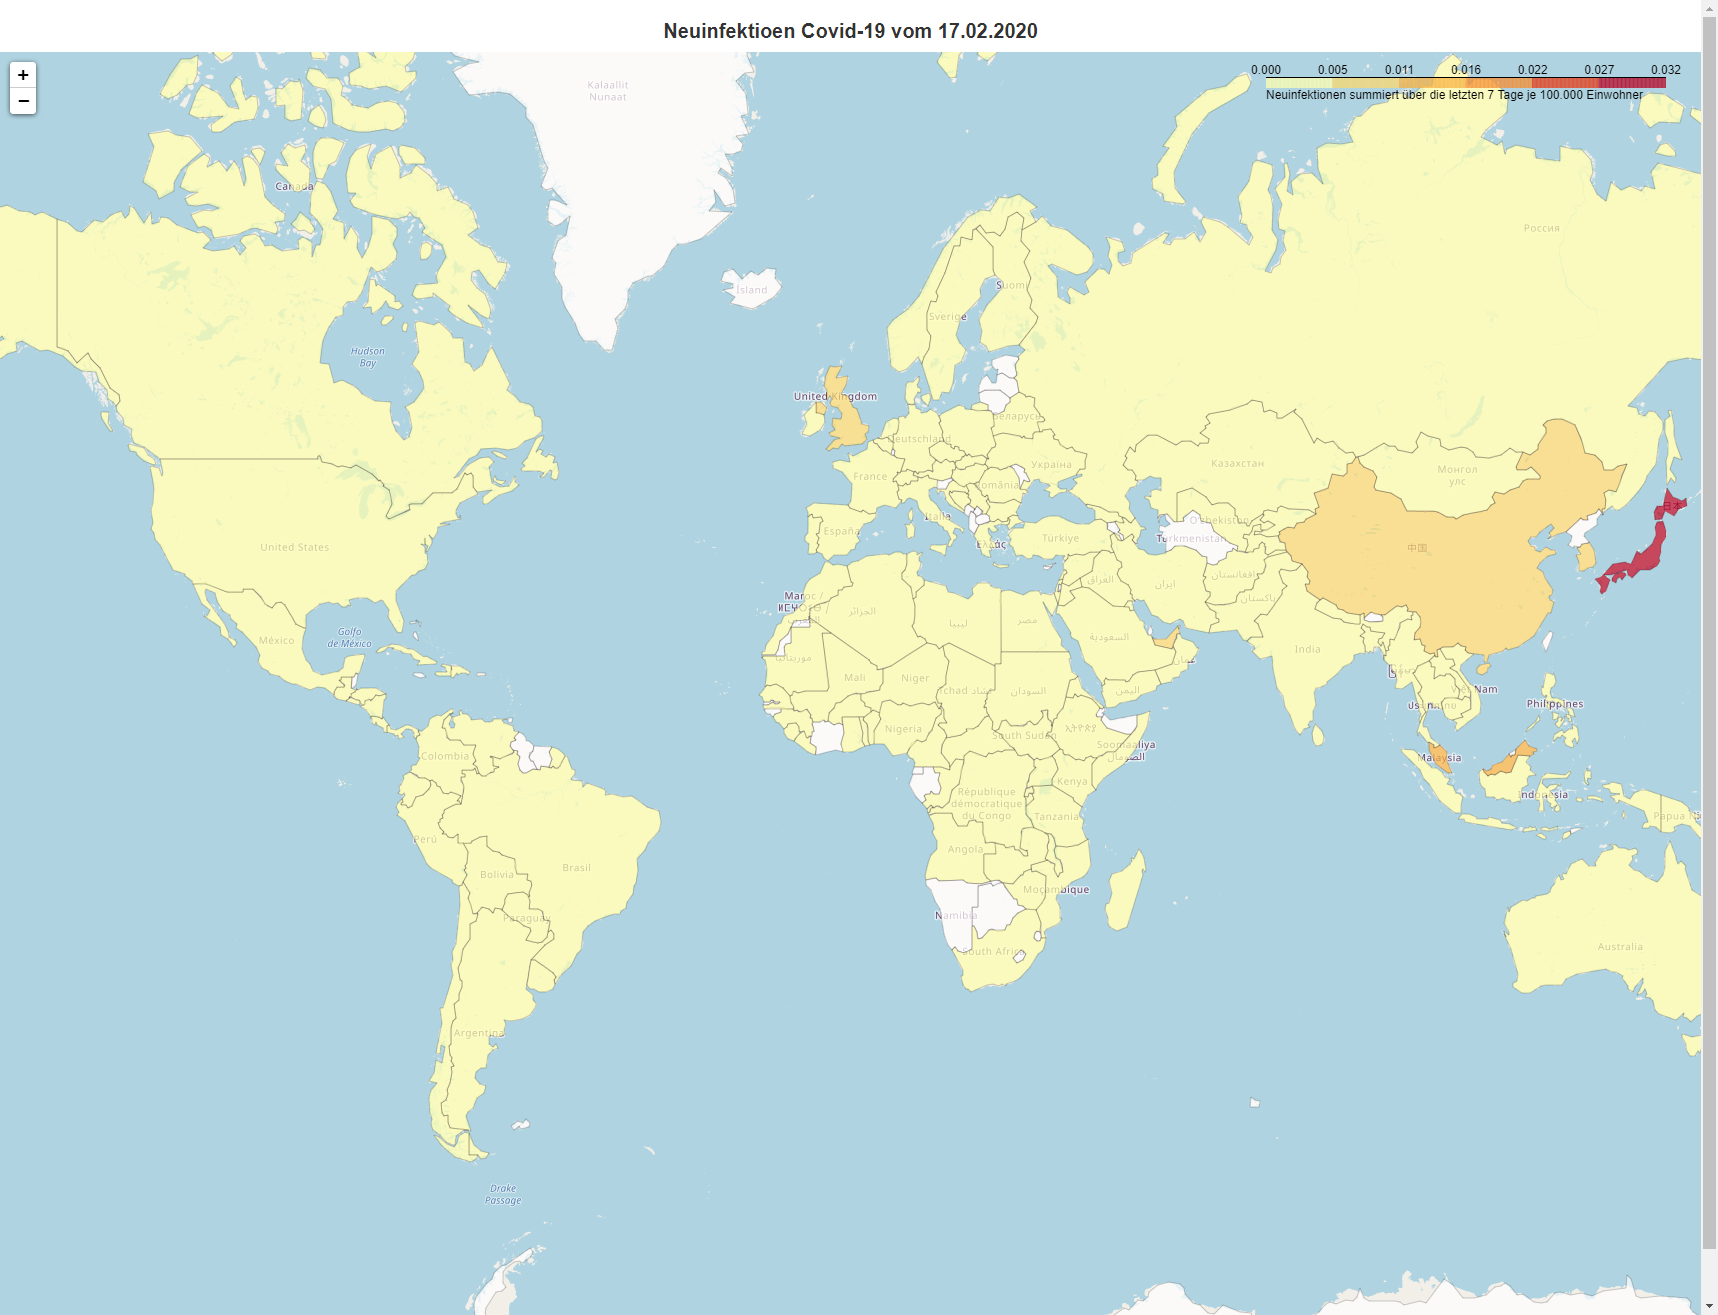 Neuinfektioen Covid-19 vom 17.02.2020
+
−
0.000 0.005 0.011 0.016 0.022 0.027 0.032
Neuinfektionen summiert über die letzten 7 Tage je 100.000 Einwohner
Kalaallit
Nunaat
Canada
Россия
Ísland
Suomi
Sverige
Hudson
Bay
United Kingdom
Беларусь
Deutschland
Україна
Казахстан
Монгол
улс
France
România
Italia
España
Ελλάς
Türkiye
O'zbekiston
Turkmenistan
日本
中国
United States
العراق
ایران
افغانستان
پاکستان
Maroc /
ⵍⵎⵖⵔⵉⴱ /
المغرب
الجزائر
ليبيا
مصر
السعودية
عمان
México
Golfo
de México
India
موريتانيا
Mali
Niger
Tchad تشاد
السودان
اليمن
Việt Nam
Philippines
Nigeria
South Sudan
Soomaaliya
الصومال
Colombia
Malaysia
Kenya
République
démocratique
du Congo
Indonesia
Tanzania
Papua
Perú
Angola
Brasil
Bolivia
Moçambique
Namibia
Paraguay
South Africa
Australia
Argentina
Drake
Passage